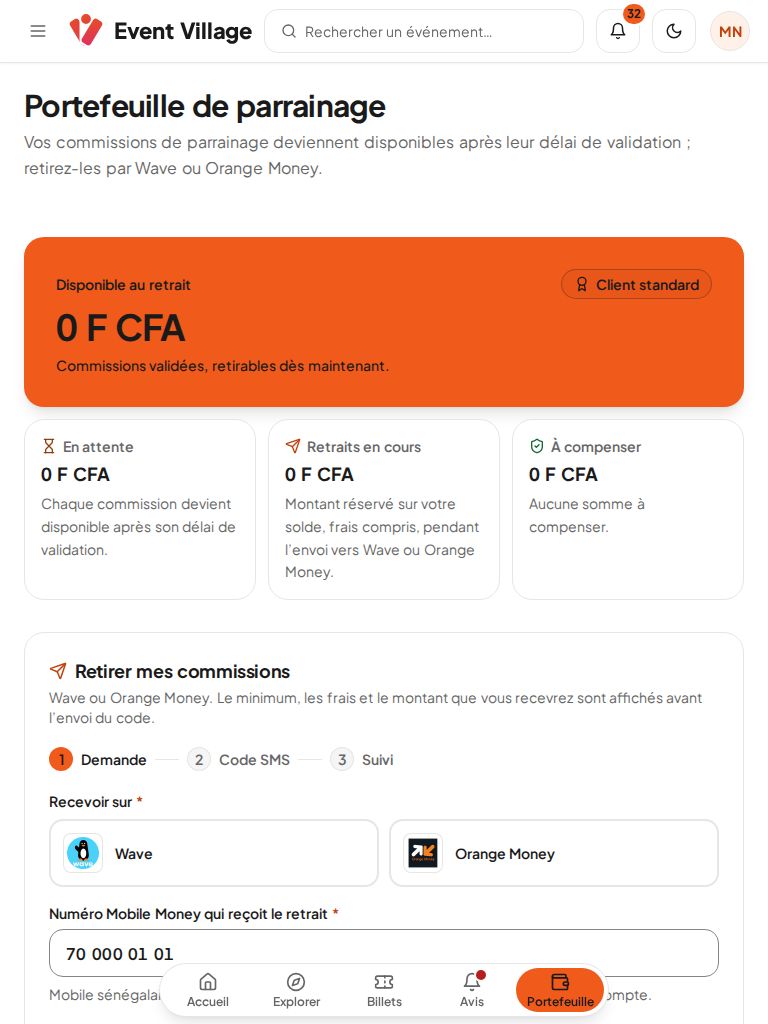 Event Village
Rechercher un événement...
32
MN
Portefeuille de parrainage
Vos commissions de parrainage deviennent disponibles après leur délai de validation ;
retirez-les par Wave ou Orange Money.
Disponible au retrait
Client standard
0 F CFA
Commissions validées, retirables dès maintenant.
En attente
0 F CFA
Chaque commission devient
disponible après son délai de
validation.
Retraits en cours
0 F CFA
Montant réservé sur votre
solde, frais compris, pendant
l'envoi vers Wave ou Orange
Money.
À compenser
0 F CFA
Aucune somme à
compenser.
Retirer mes commissions
Wave ou Orange Money. Le minimum, les frais et le montant que vous recevrez sont affichés avant
l'envoi du code.
1 Demande
2 Code SMS
3 Suivi
Recevoir sur *
Wave
Orange Money
Numéro Mobile Money qui reçoit le retrait *
70 000 01 01
Mobile
Accueil
Explorer
Billets
Avis
Portefeuille